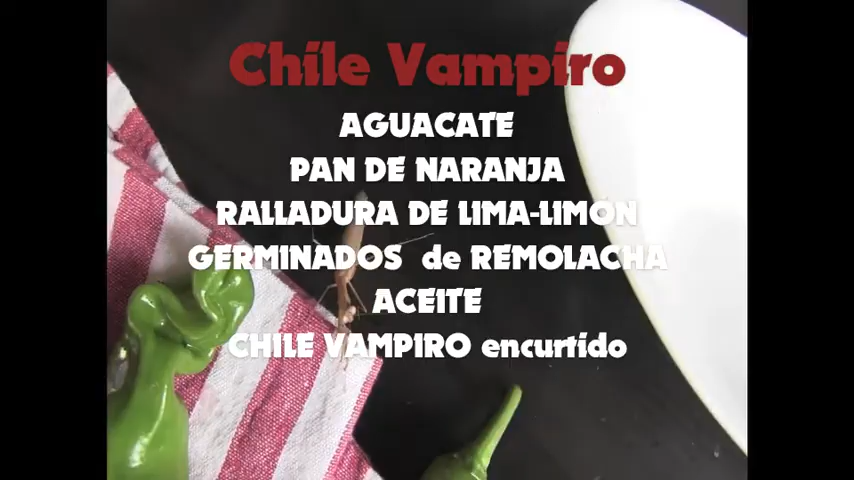 Chile Vampiro
AGUACATE
PAN DE NARANJA
RALLADURA DE LIMA-LIMÓN
GERMINADOS de REMOLACHA
ACEITE
CHILE VAMPIRO encurtido